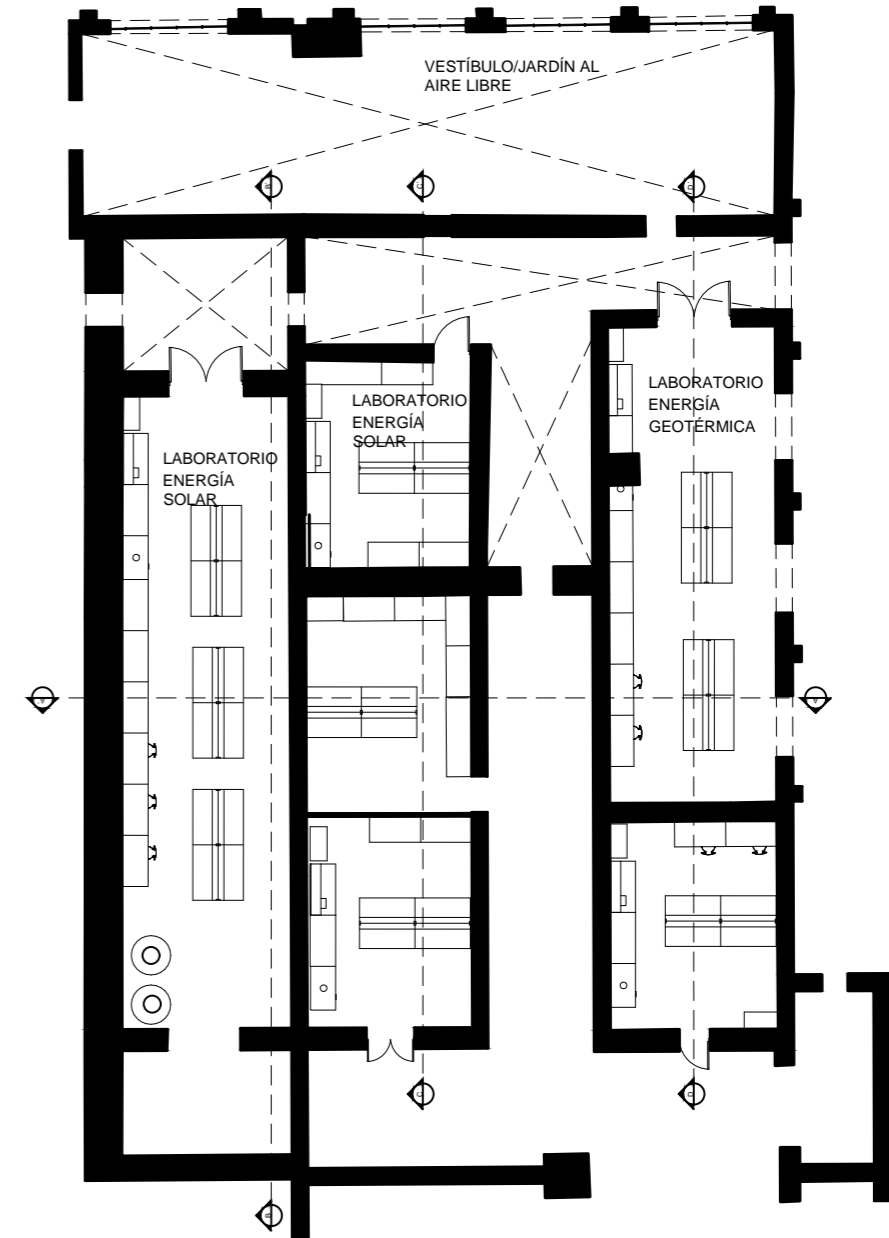 VESTÍBULO/JARDÍN AL
AIRE LIBRE
B
C
D
LABORATORIO
ENERGÍA
GEOTÉRMICA
LABORATORIO
ENERGÍA
SOLAR
LABORATORIO
ENERGÍA
SOLAR
A
A
C
D
B